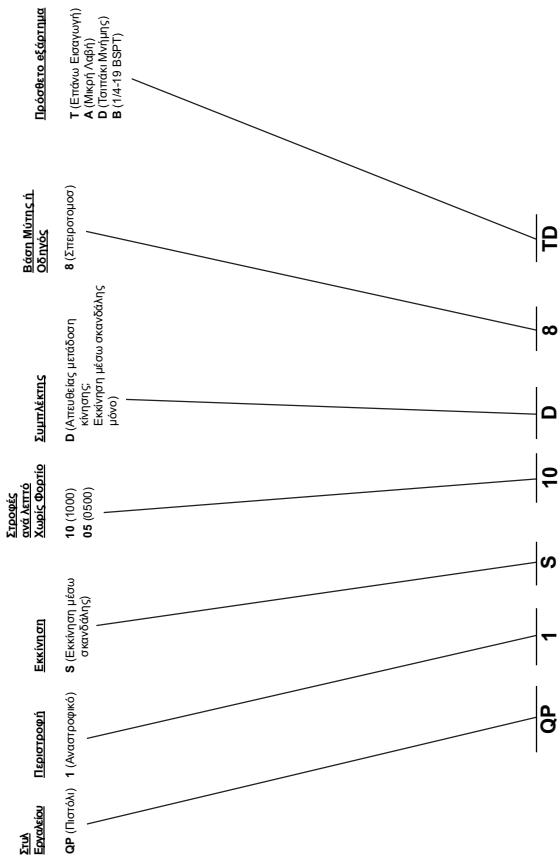 Στυλ
Εργαλείου
QP (Πιστόλι)
Περιστροφή
1 (Αναστροφικό)
Εκκίνηση
S (Εκκίνηση μέσω
σκανδάλης)
Στροφές
ανά λεπτό
Χωρίς Φορτίο
10 (1000)
05 (0500)
Συμπλέκτης
D (Απευθείας μετάδοση
κίνησης;
Εκκίνηση μέσω σκανδάλης
μόνο)
Βάση Μύτης ή
Οδηγός
8 (Σπειροτομοσ)
Πρόσθετο εξάρτημα
T (Επάνω Εισαγωγή)
A (Μικρή Λαβή)
D (Τσιπάκι Μνήμης)
B (1/4-19 BSPT)
QP 1 S 10 D 8 TD